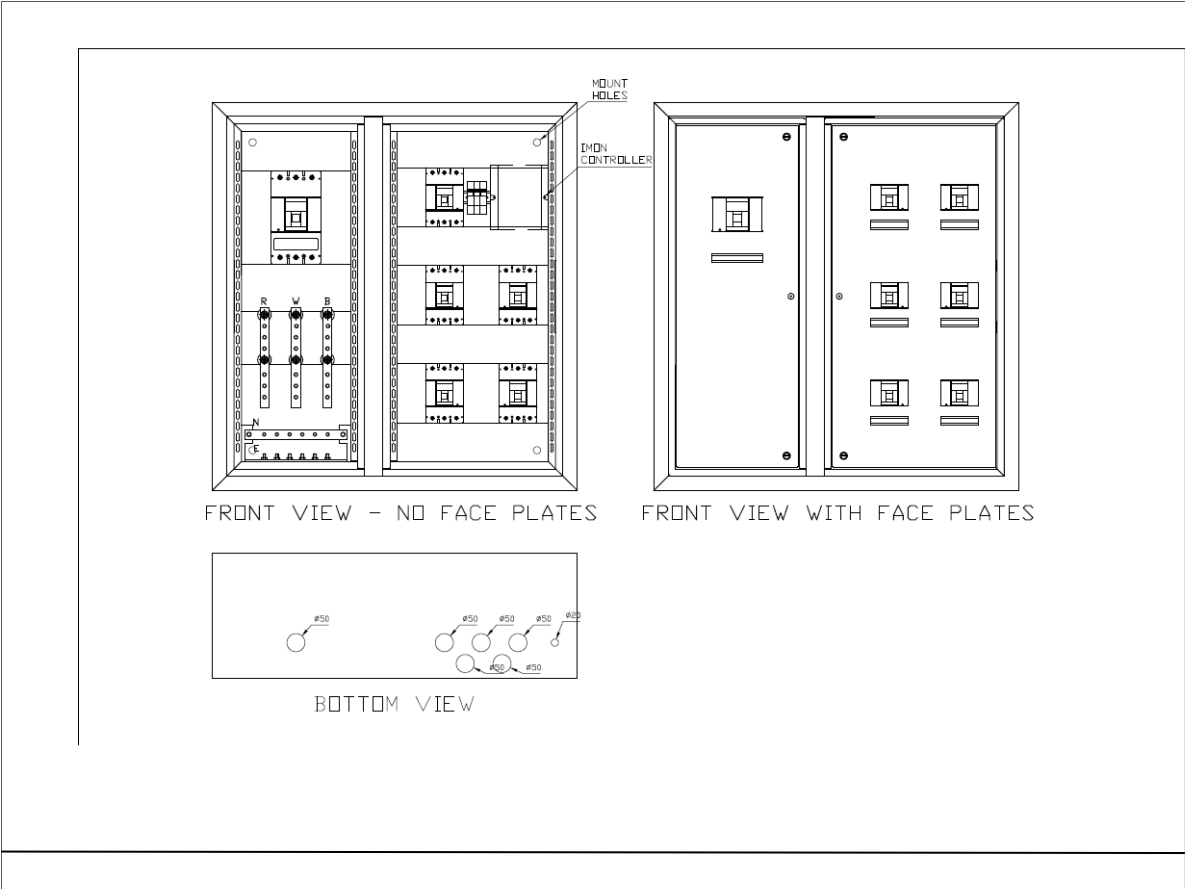 MOUNT
HOLES
IMON
CONTROLLER
R W B
N
E
FRONT VIEW - NO FACE PLATES
FRONT VIEW WITH FACE PLATES
ø50
ø50
ø50
ø50
ø20
ø50
ø50
BOTTOM VIEW